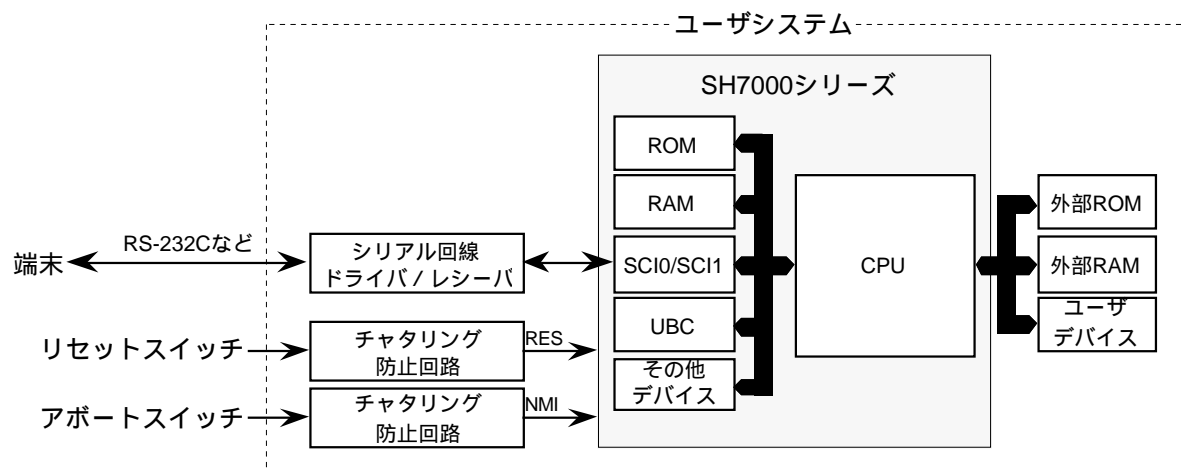 ユーザシステム
SH7000シリーズ
ROM
RAM
SCI0/SCI1
UBC
その他
デバイス
CPU
外部ROM
外部RAM
ユーザ
デバイス
端末
RS-232Cなど
シリアル回線
ドライバ / レシーバ
リセットスイッチ
チャタリング
防止回路
RES
アボートスイッチ
チャタリング
防止回路
NMI